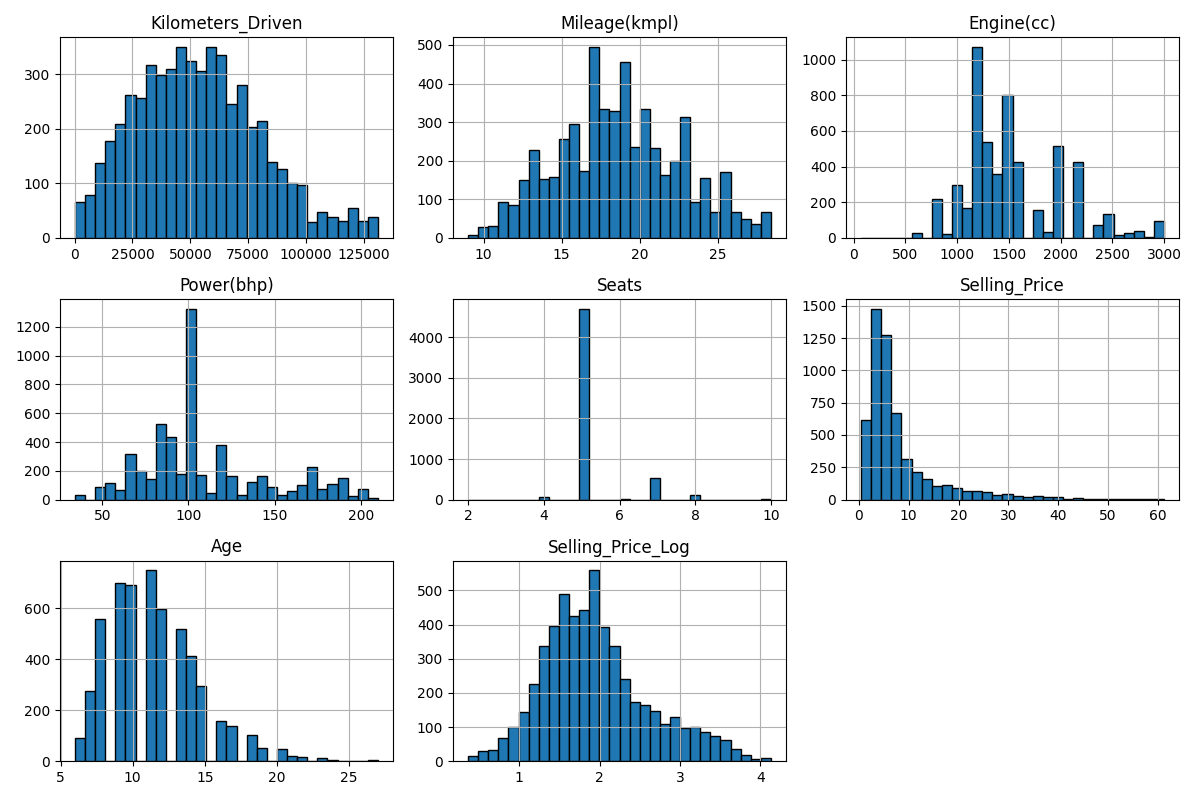 Kilometers_Driven
300
200
100
0
0 25000 50000 75000 100000 125000
Mileage(kmpl)
500
400
300
200
100
0
10 15 20 25
Engine(cc)
1000
800
600
400
200
0
0 500 1000 1500 2000 2500 3000
Power(bhp)
1200
1000
800
600
400
200
0
50 100 150 200
Seats
4000
3000
2000
1000
0
2 4 6 8 10
Selling_Price
1500
1250
1000
750
500
250
0
0 10 20 30 40 50 60
Age
600
400
200
0
5 10 15 20 25
Selling_Price_Log
500
400
300
200
100
0
1 2 3 4